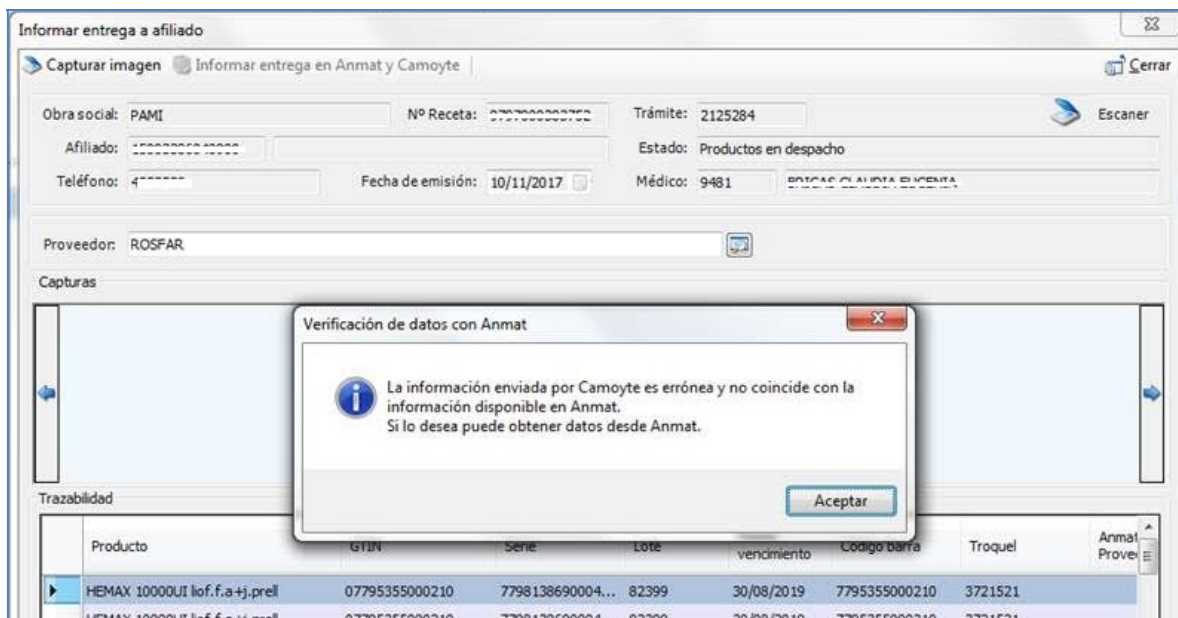 Informar entrega a afiliado
Capturar imagen Informar entrega en Anmat y Camoyte Cerrar
Obra social: PAMI Nº Receta: Trámite: 2125284 Escaner
Afiliado: Estado: Productos en despacho
Teléfono: Fecha de emisión: 10/11/2017 Médico: 9481
Proveedor: ROSFAR
Capturas
Verificación de datos con Anmat
La información enviada por Camoyte es errónea y no coincide con la
información disponible en Anmat.
Si lo desea puede obtener datos desde Anmat.
Aceptar
Trazabilidad
Producto GTIN Serie Lote vencimiento Codigo barra Troquel Anmat Provee
HEMAX 10000UI liof.f.a+j.prell 07795355000210 7798138690004... 82399 30/08/2019 7795355000210 3721521